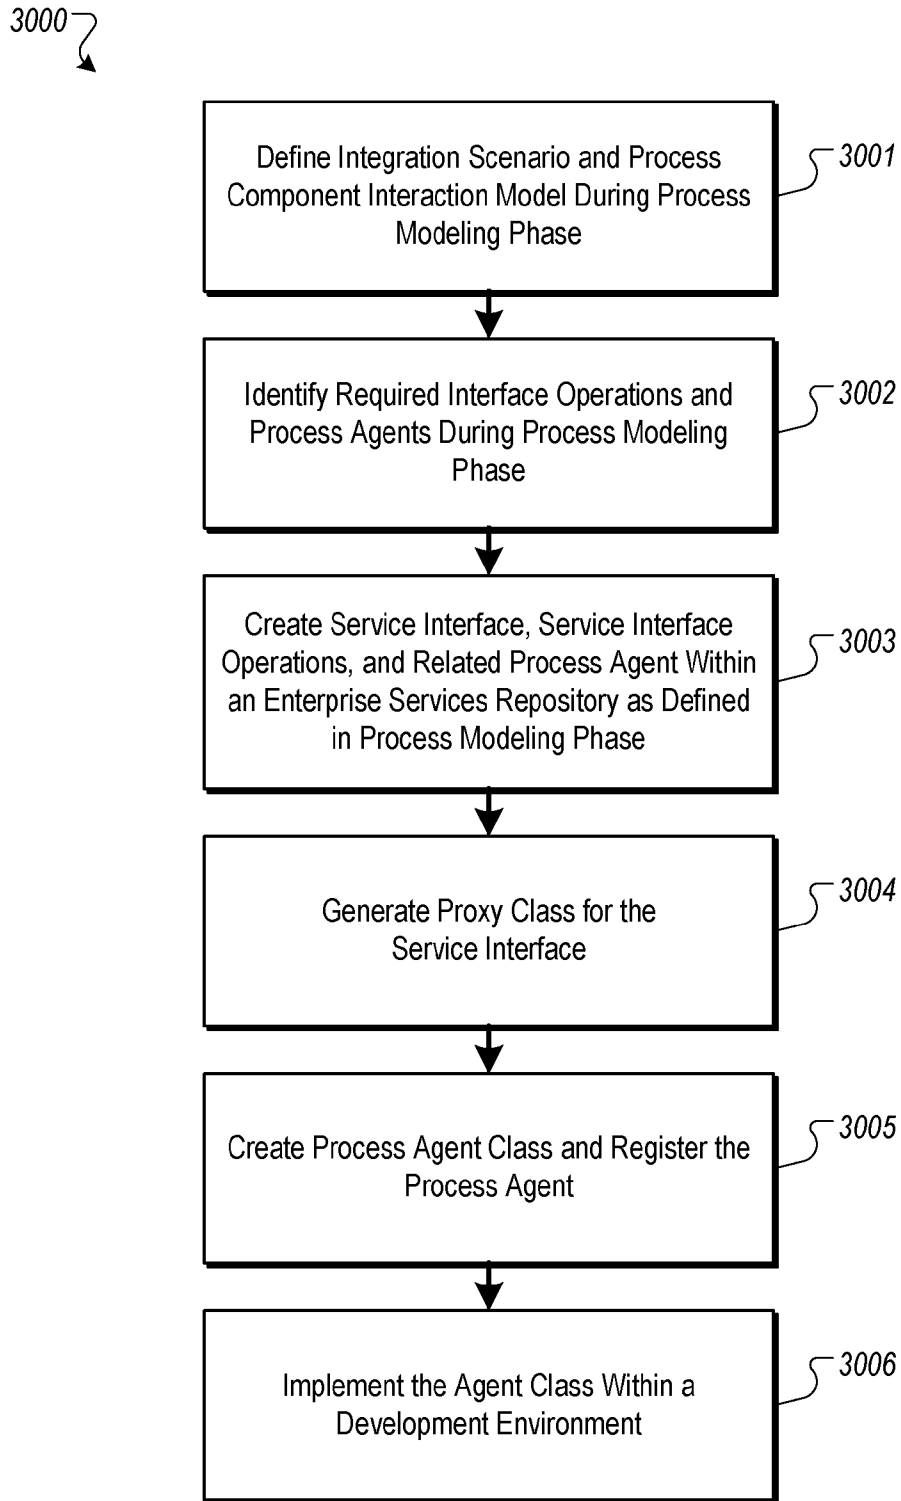 3000
Define Integration Scenario and Process
Component Interaction Model During Process
Modeling Phase
3001
Identify Required Interface Operations and
Process Agents During Process Modeling
Phase
3002
Create Service Interface, Service Interface
Operations, and Related Process Agent Within
an Enterprise Services Repository as Defined
in Process Modeling Phase
3003
Generate Proxy Class for the
Service Interface
3004
Create Process Agent Class and Register the
Process Agent
3005
Implement the Agent Class Within a
Development Environment
3006